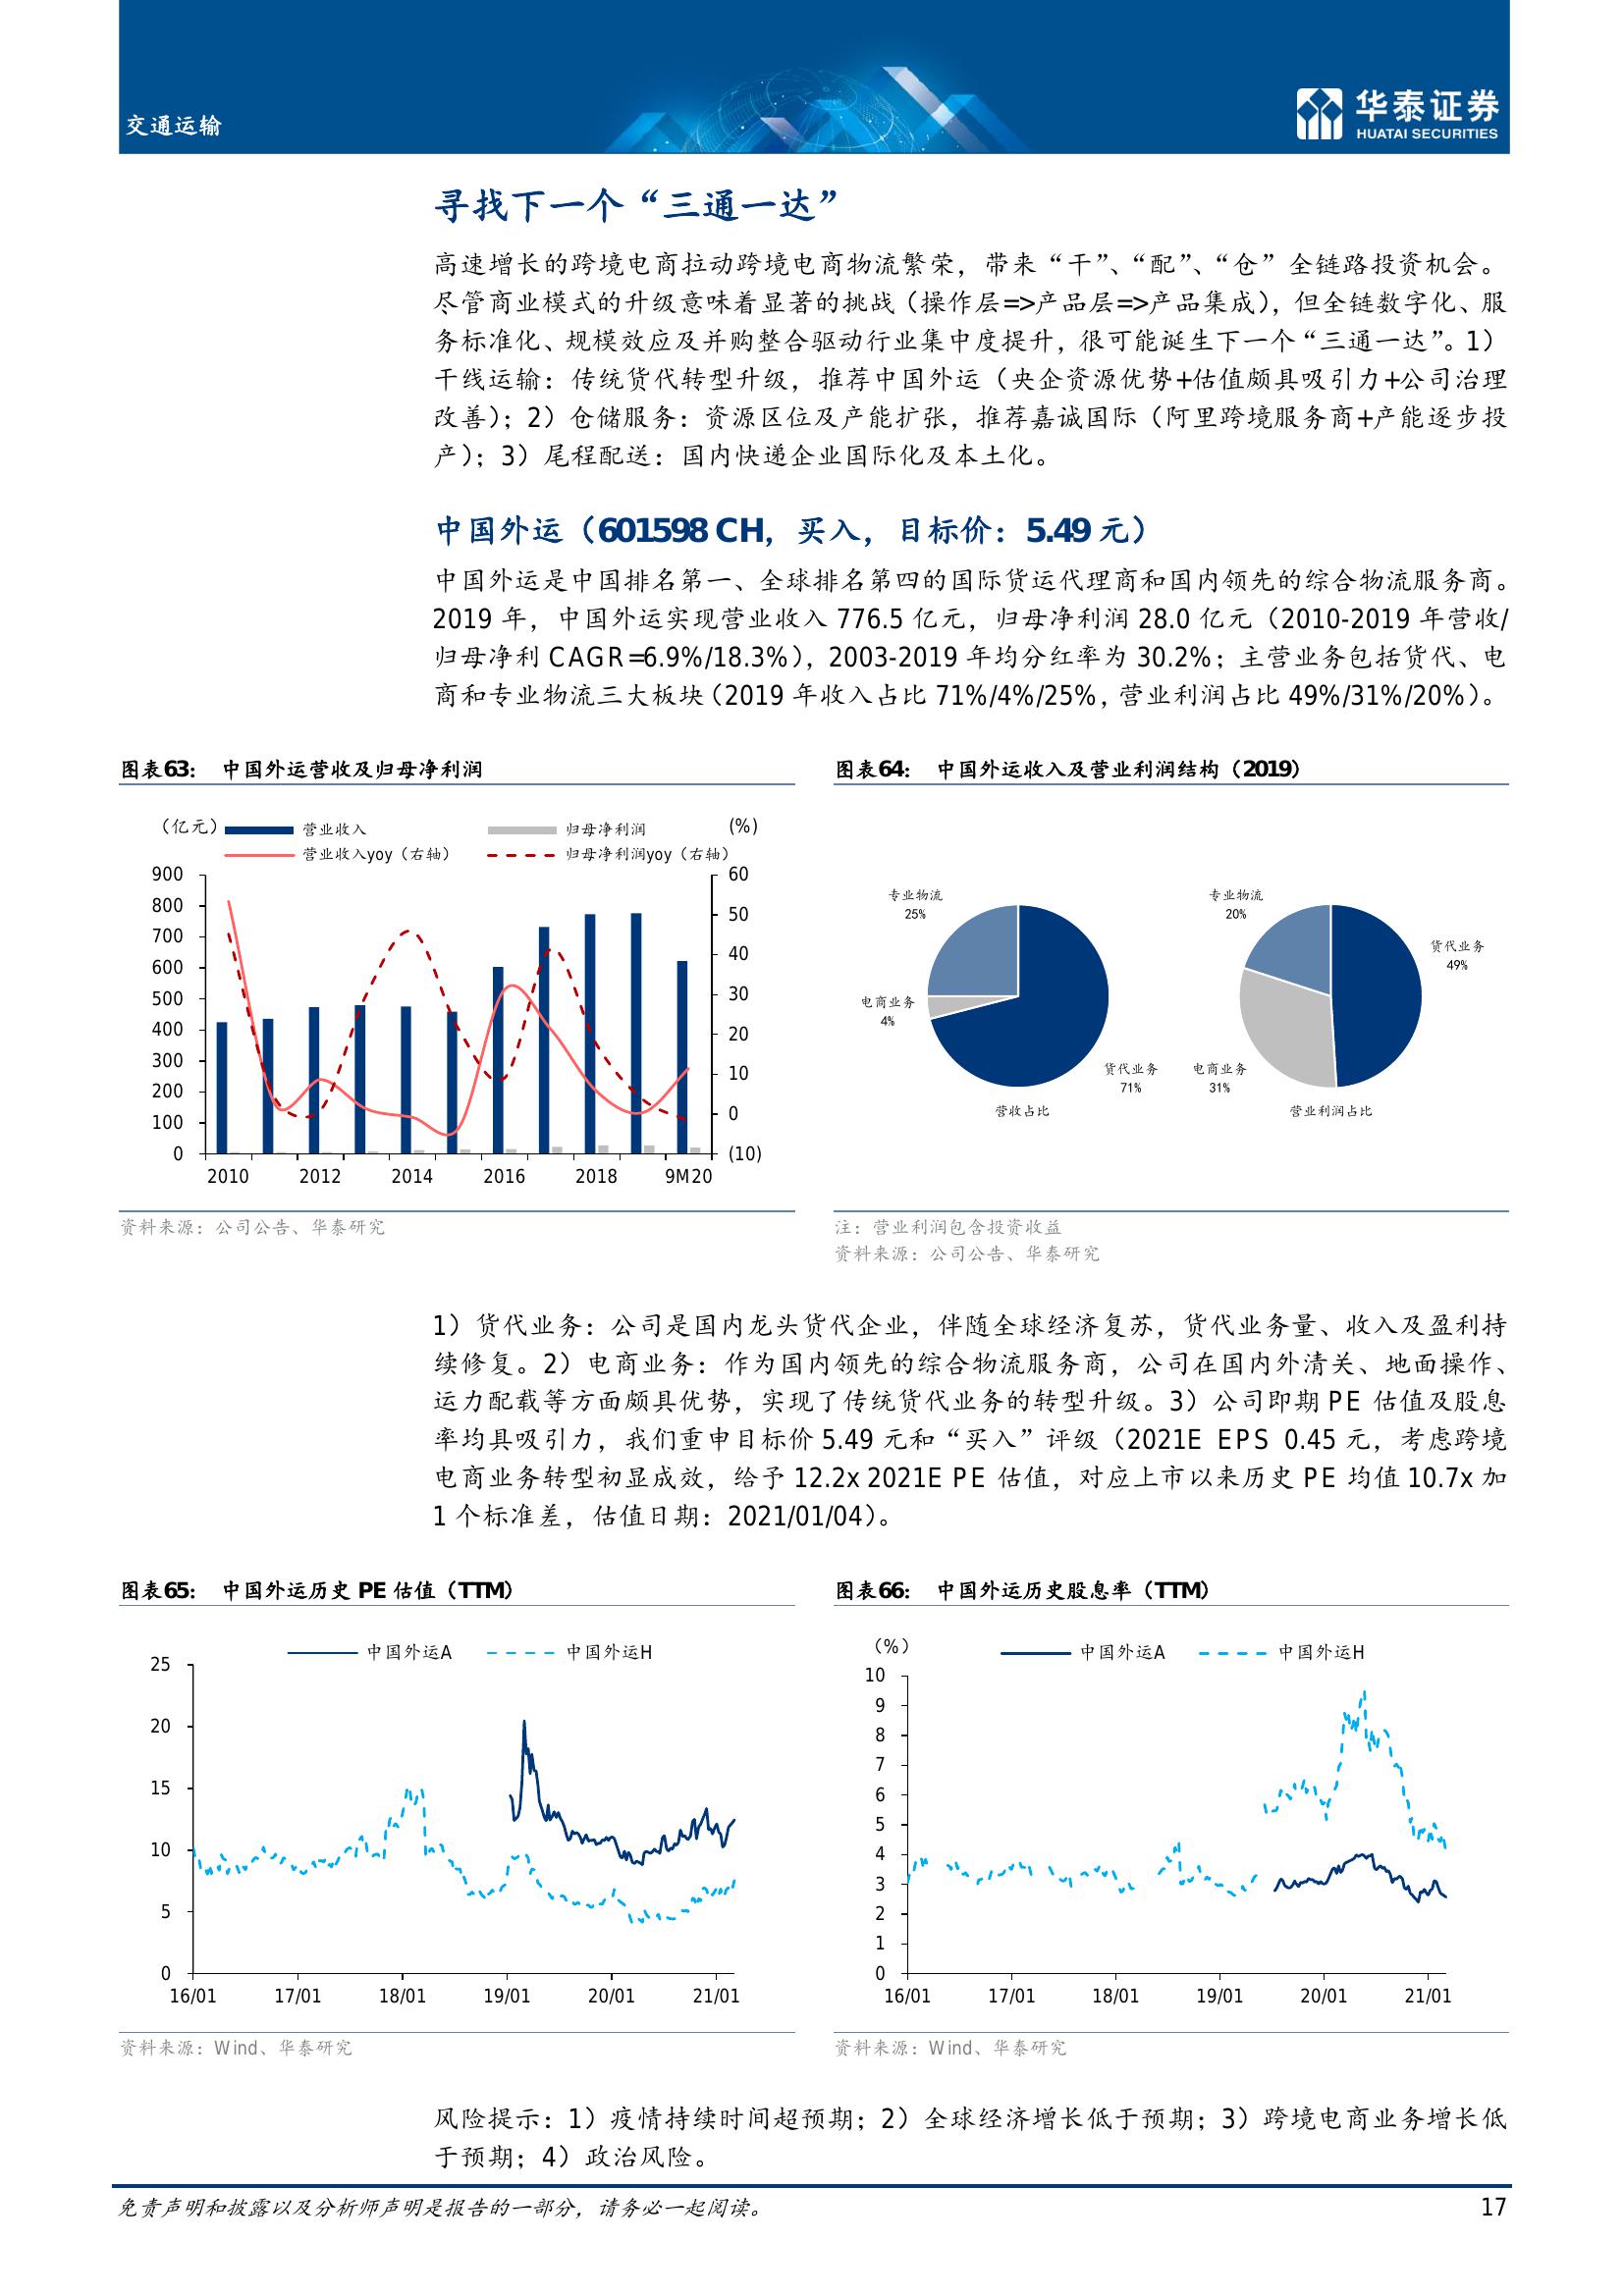 交通运输
华泰证券
HUATAI SECURITIES
寻找下一个“三通一达”
高速增长的跨境电商拉动跨境电商物流繁荣，带来“干”、“配”、“仓”全链路投资机会。
尽管商业模式的升级意味着显著的挑战（操作层=>产品层=>产品集成），但全链数字化、服
务标准化、规模效应及并购整合驱动行业集中度提升，很可能诞生下一个“三通一达”。1）
干线运输：传统货代转型升级，推荐中国外运（央企资源优势+估值颇具吸引力+公司治理
改善）；2）仓储服务：资源区位及产能扩张，推荐嘉诚国际（阿里跨境服务商+产能逐步投
产）；3）尾程配送：国内快递企业国际化及本土化。
中国外运（601598 CH，买入，目标价：5.49 元）
中国外运是中国排名第一、全球排名第四的国际货运代理商和国内领先的综合物流服务商。
2019 年，中国外运实现营业收入 776.5 亿元，归母净利润 28.0 亿元（2010-2019 年营收/
归母净利 CAGR=6.9%/18.3%），2003-2019 年均分红率为 30.2%；主营业务包括货代、电
商和专业物流三大板块（2019 年收入占比 71%/4%/25%，营业利润占比 49%/31%/20%）。
图表63： 中国外运营收及归母净利润
（亿元）
营业收入
归母净利润
(%)
营业收入yoy（右轴）
归母净利润yoy（右轴）
900
800
700
600
500
400
300
200
100
0
60
50
40
30
20
10
0
(10)
2010
2012
2014
2016
2018
9M20
资料来源：公司公告、华泰研究
图表64： 中国外运收入及营业利润结构（2019）
专业物流
25%
电商业务
4%
货代业务
71%
营收占比
专业物流
20%
货代业务
49%
电商业务
31%
营业利润占比
注：营业利润包含投资收益
资料来源：公司公告、华泰研究
1）货代业务：公司是国内龙头货代企业，伴随全球经济复苏，货代业务量、收入及盈利持
续修复。2）电商业务：作为国内领先的综合物流服务商，公司在国内外清关、地面操作、
运力配载等方面颇具优势，实现了传统货代业务的转型升级。3）公司即期 PE 估值及股息
率均具吸引力，我们重申目标价 5.49 元和“买入”评级（2021E EPS 0.45 元，考虑跨境
电商业务转型初显成效，给予 12.2x 2021E PE 估值，对应上市以来历史 PE 均值 10.7x 加
1 个标准差，估值日期：2021/01/04）。
图表65： 中国外运历史 PE 估值（TTM）
中国外运A
中国外运H
25
20
15
10
5
0
16/01
17/01
18/01
19/01
20/01
21/01
资料来源：Wind、华泰研究
图表66： 中国外运历史股息率（TTM）
（%）
中国外运A
中国外运H
10
9
8
7
6
5
4
3
2
1
0
16/01
17/01
18/01
19/01
20/01
21/01
资料来源：Wind、华泰研究
风险提示：1）疫情持续时间超预期；2）全球经济增长低于预期；3）跨境电商业务增长低
于预期；4）政治风险。
免责声明和披露以及分析师声明是报告的一部分，请务必一起阅读。
17